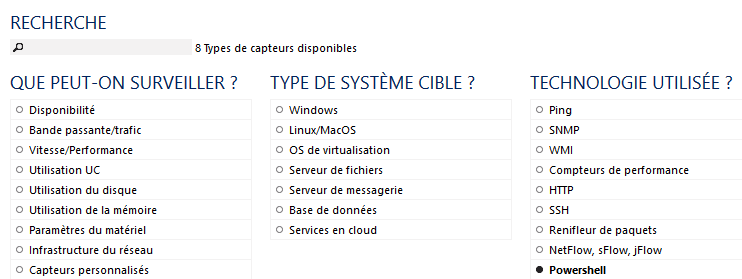 RECHERCHE
8 Types de capteurs disponibles
QUE PEUT-ON SURVEILLER ?
Disponibilité
Bande passante/trafic
Vitesse/Performance
Utilisation UC
Utilisation du disque
Utilisation de la mémoire
Paramètres du matériel
Infrastructure du réseau
Capteurs personnalisés
TYPE DE SYSTÈME CIBLE ?
Windows
Linux/MacOS
OS de virtualisation
Serveur de fichiers
Serveur de messagerie
Base de données
Services en cloud
TECHNOLOGIE UTILISÉE ?
Ping
SNMP
WMI
Compteurs de performance
HTTP
SSH
Renifleur de paquets
NetFlow, sFlow, jFlow
Powershell